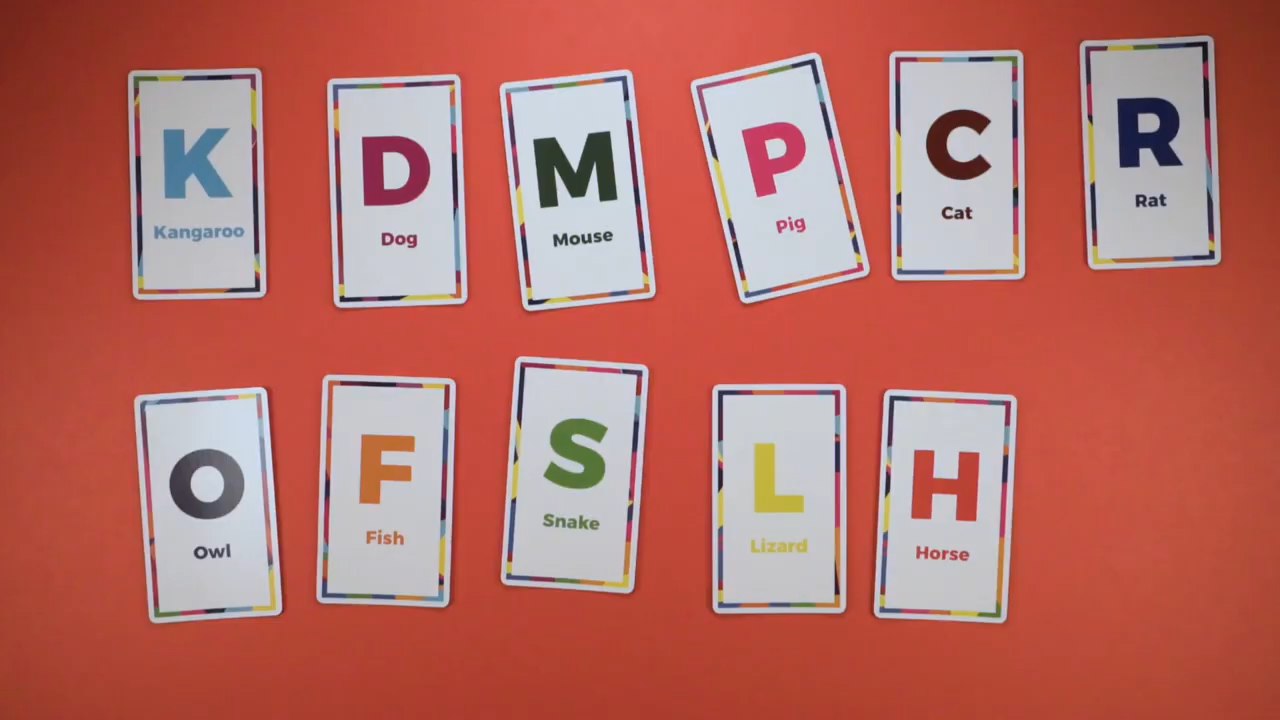 K
Kangaroo
D
Dog
M
Mouse
P
Pig
C
Cat
R
Rat
O
Owl
F
Fish
S
Snake
L
Lizard
H
Horse